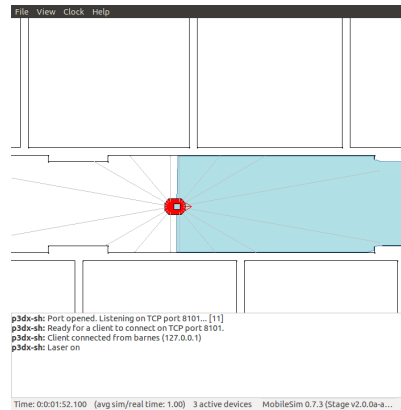 File View Clock Help
p3dx-sh: Port opened. Listening on TCP port 8101... [11]
p3dx-sh: Ready for a client to connect on TCP port 8101.
p3dx-sh: Client connected from barnes (127.0.0.1)
p3dx-sh: Laser on
Time: 0:0:01:52.100 (avg sim/real time: 1.00) 3 active devices MobileSim 0.7.3 (Stage v2.0.0a-a...